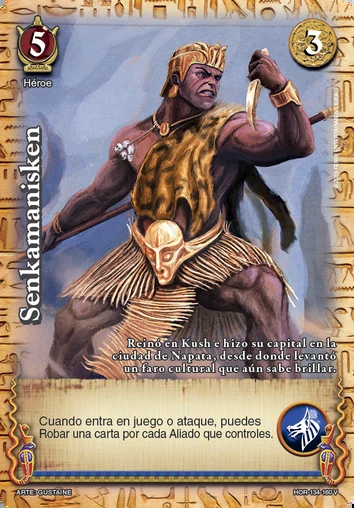 5
3
Héroe
Senkamanisken
Reinó en Kush e hizo su capital en la
ciudad de Napata, desde donde levantó
un faro cultural que aún sabe brillar.
Cuando entra en juego o ataque, puedes
Robar una carta por cada Aliado que controles.
ARTE: GUSTAINE
HOR-134 160 V